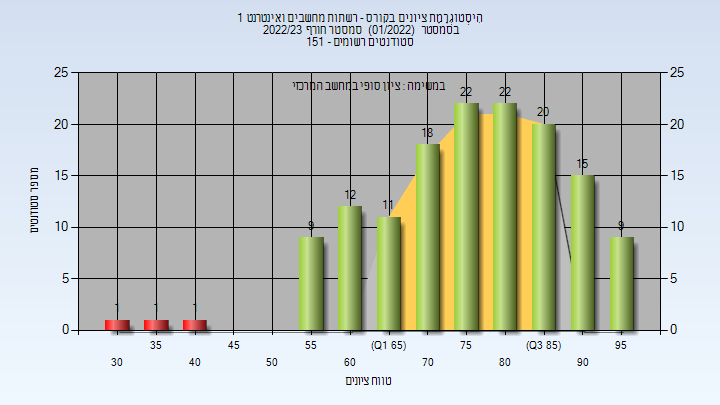 היסטוגרמת ציונים בקורס - רשתות מחשבים ואינטרנט 1
בסמסטר (01/2022) סמסטר חורף 2022/23
סטודנטים רשומים - 151
במשימה : ציון סופי במחשב המרכזי
25 25
20 20
15 15
10 10
5 5
0 0
מספר סטודנטים
1 1 1 9 12 11 18 22 22 20 15 9
35 45 55 (Q1 65) 75 (Q3 85) 95
30 40 50 60 70 80 90
טווח ציונים